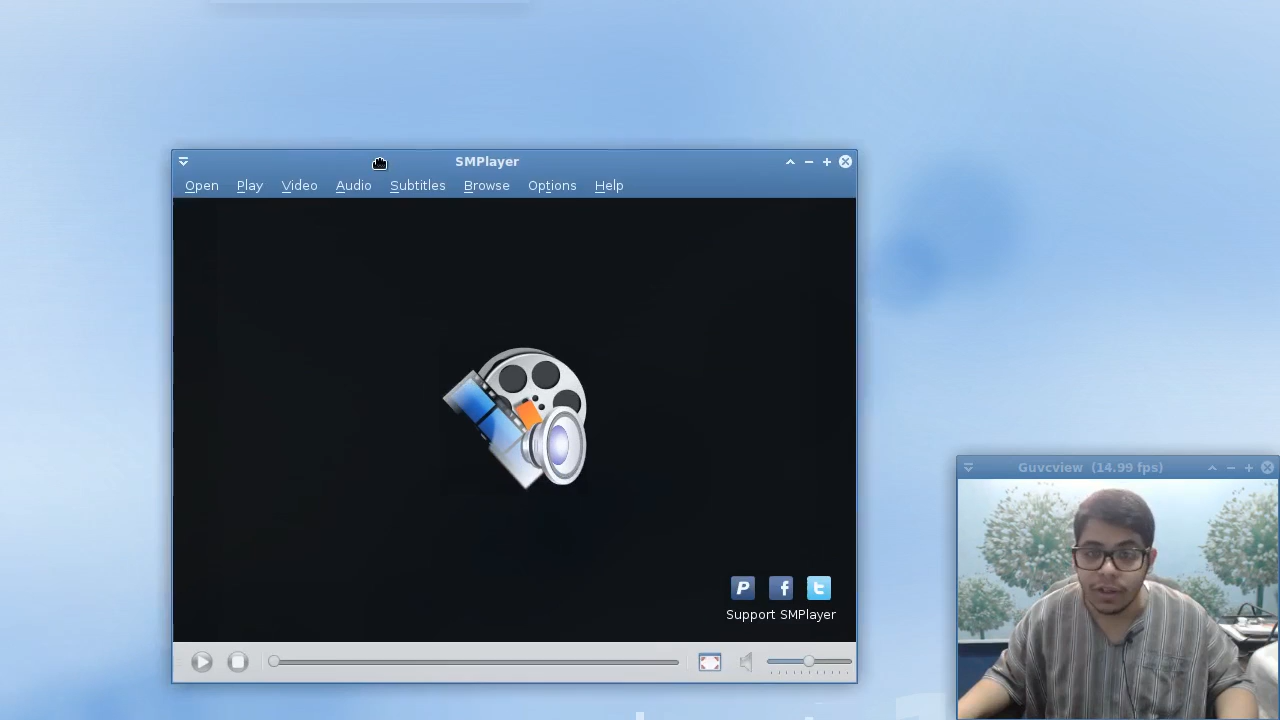 SMPlayer
Open Play Video Audio Subtitles Browse Options Help
Support SMPlayer
Guvcview (14.99 fps)